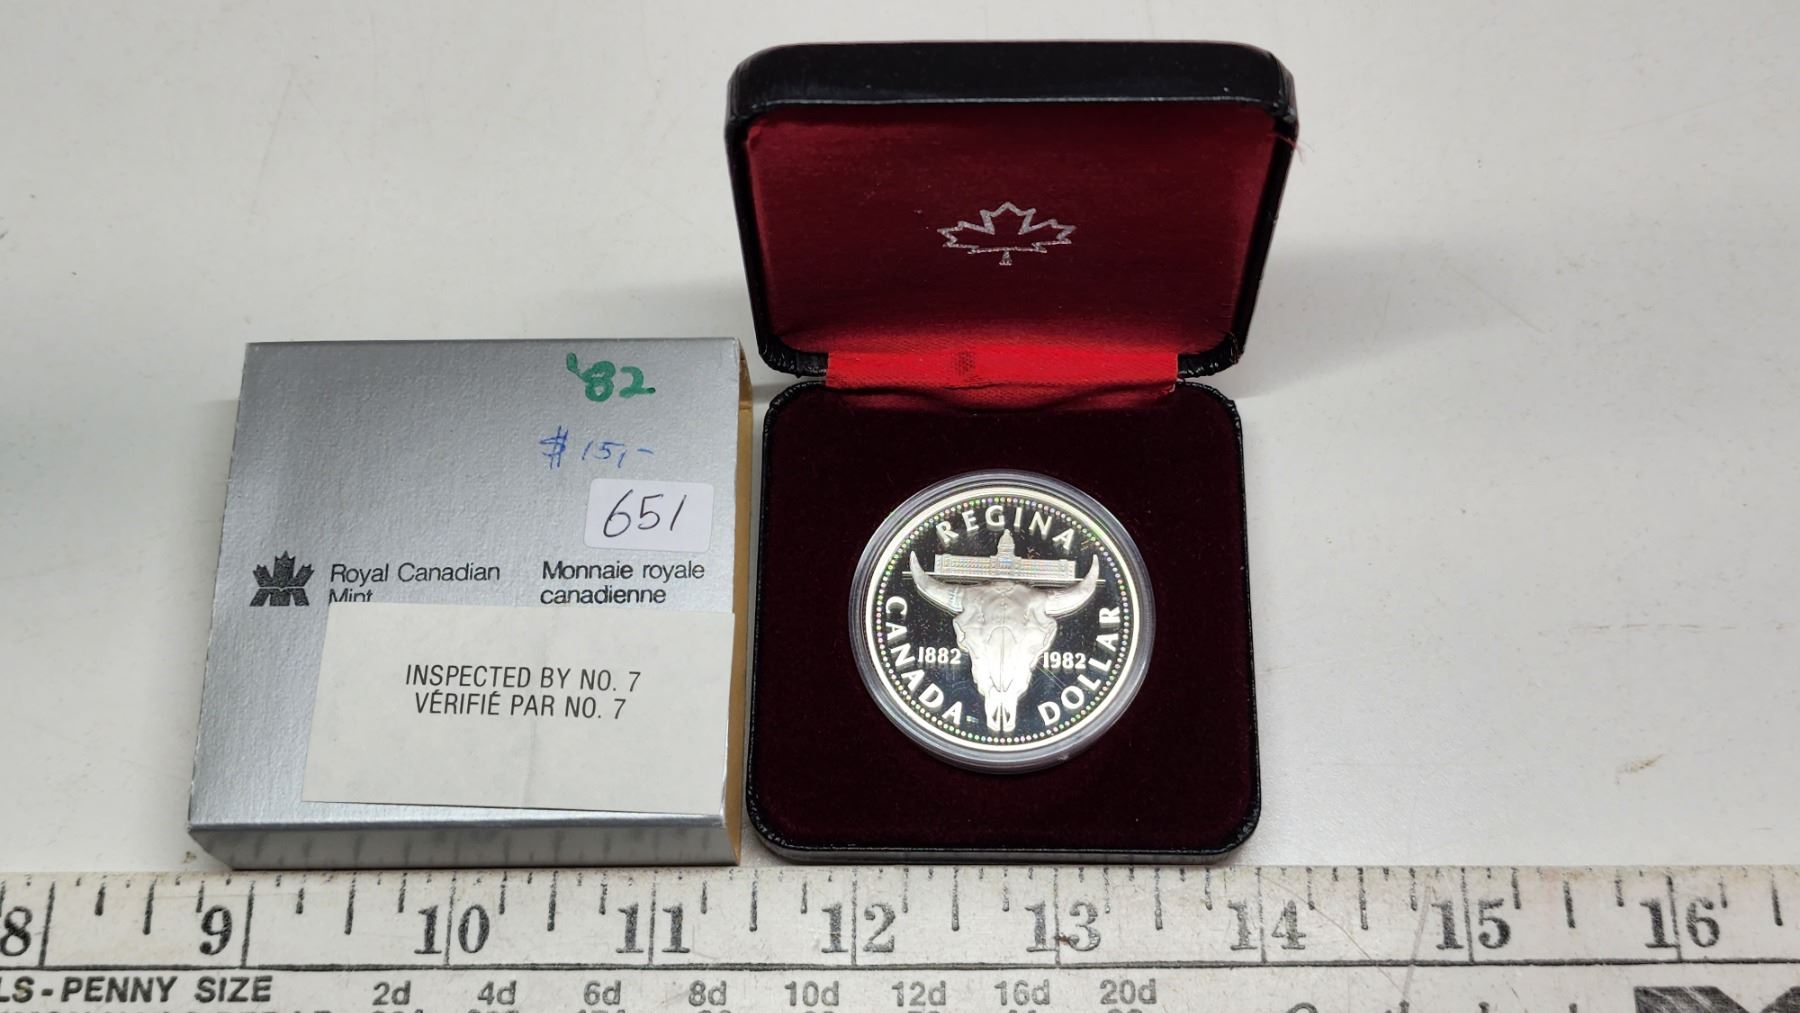 '82
$15,-
651
Royal Canadian
Mint
Monnaie royale
canadienne
INSPECTED BY NO. 7
VÉRIFIÉ PAR NO. 7
REGINA
CANADA
DOLLAR
1882
1982
8 9 10 11 12 13 14 15 16
LS - PENNY SIZE 2d 4d 6d 8d 10d 12d 16d 20d